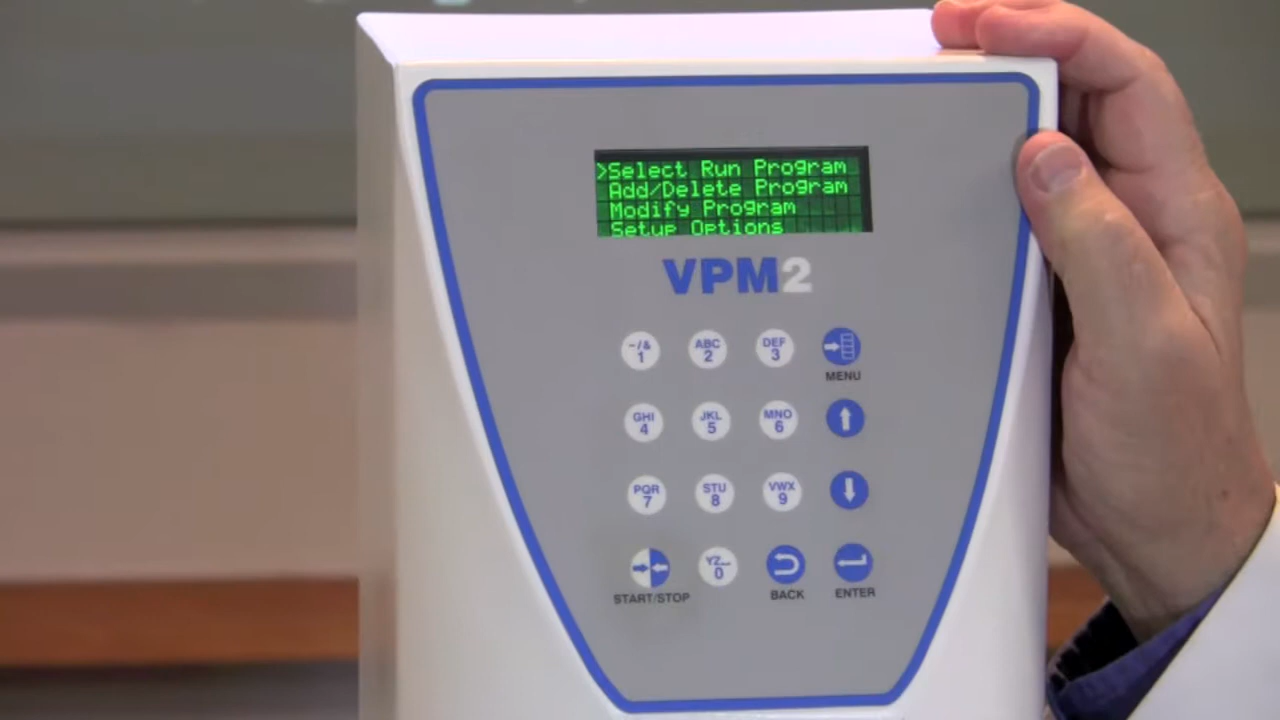 >Select Run Program
Add/Delete Program
Modify Program
Setup Options
VPM2
-/& 1
ABC 2
DEF 3
MENU
GHI 4
JKL 5
MNO 6
PQR 7
STU 8
VWX 9
YZ_ 0
START/STOP
BACK
ENTER